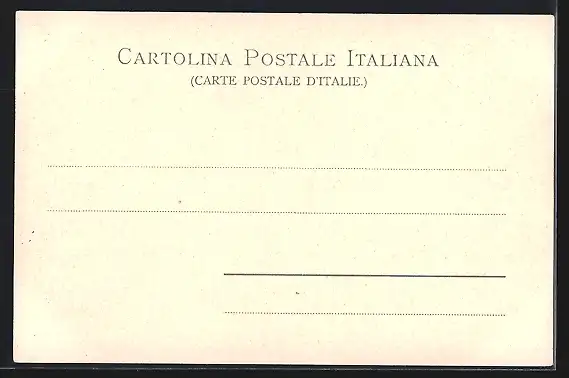 CARTOLINA POSTALE ITALIANA
(CARTE POSTALE D'ITALIE.)